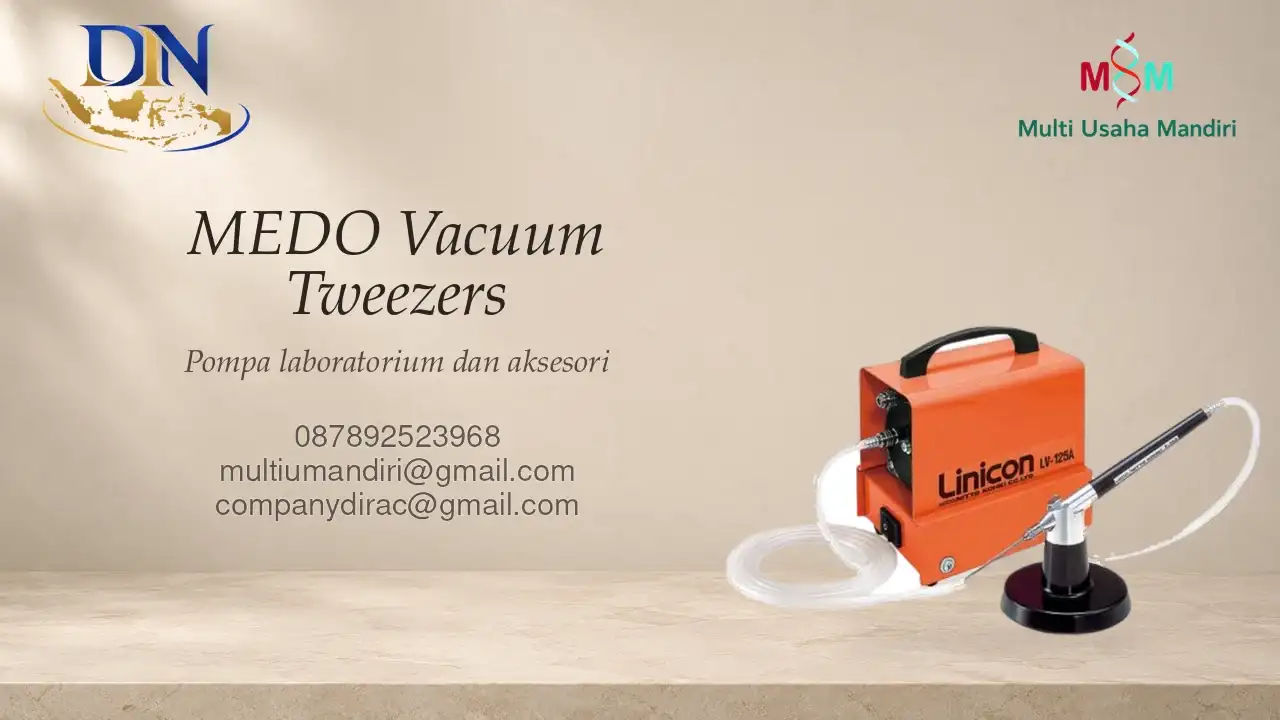 DN
M M
Multi Usaha Mandiri
MEDO Vacuum
Tweezers
Pompa laboratorium dan aksesori
087892523968
multiumandiri@gmail.com
companydirac@gmail.com
Linicon LV-125A